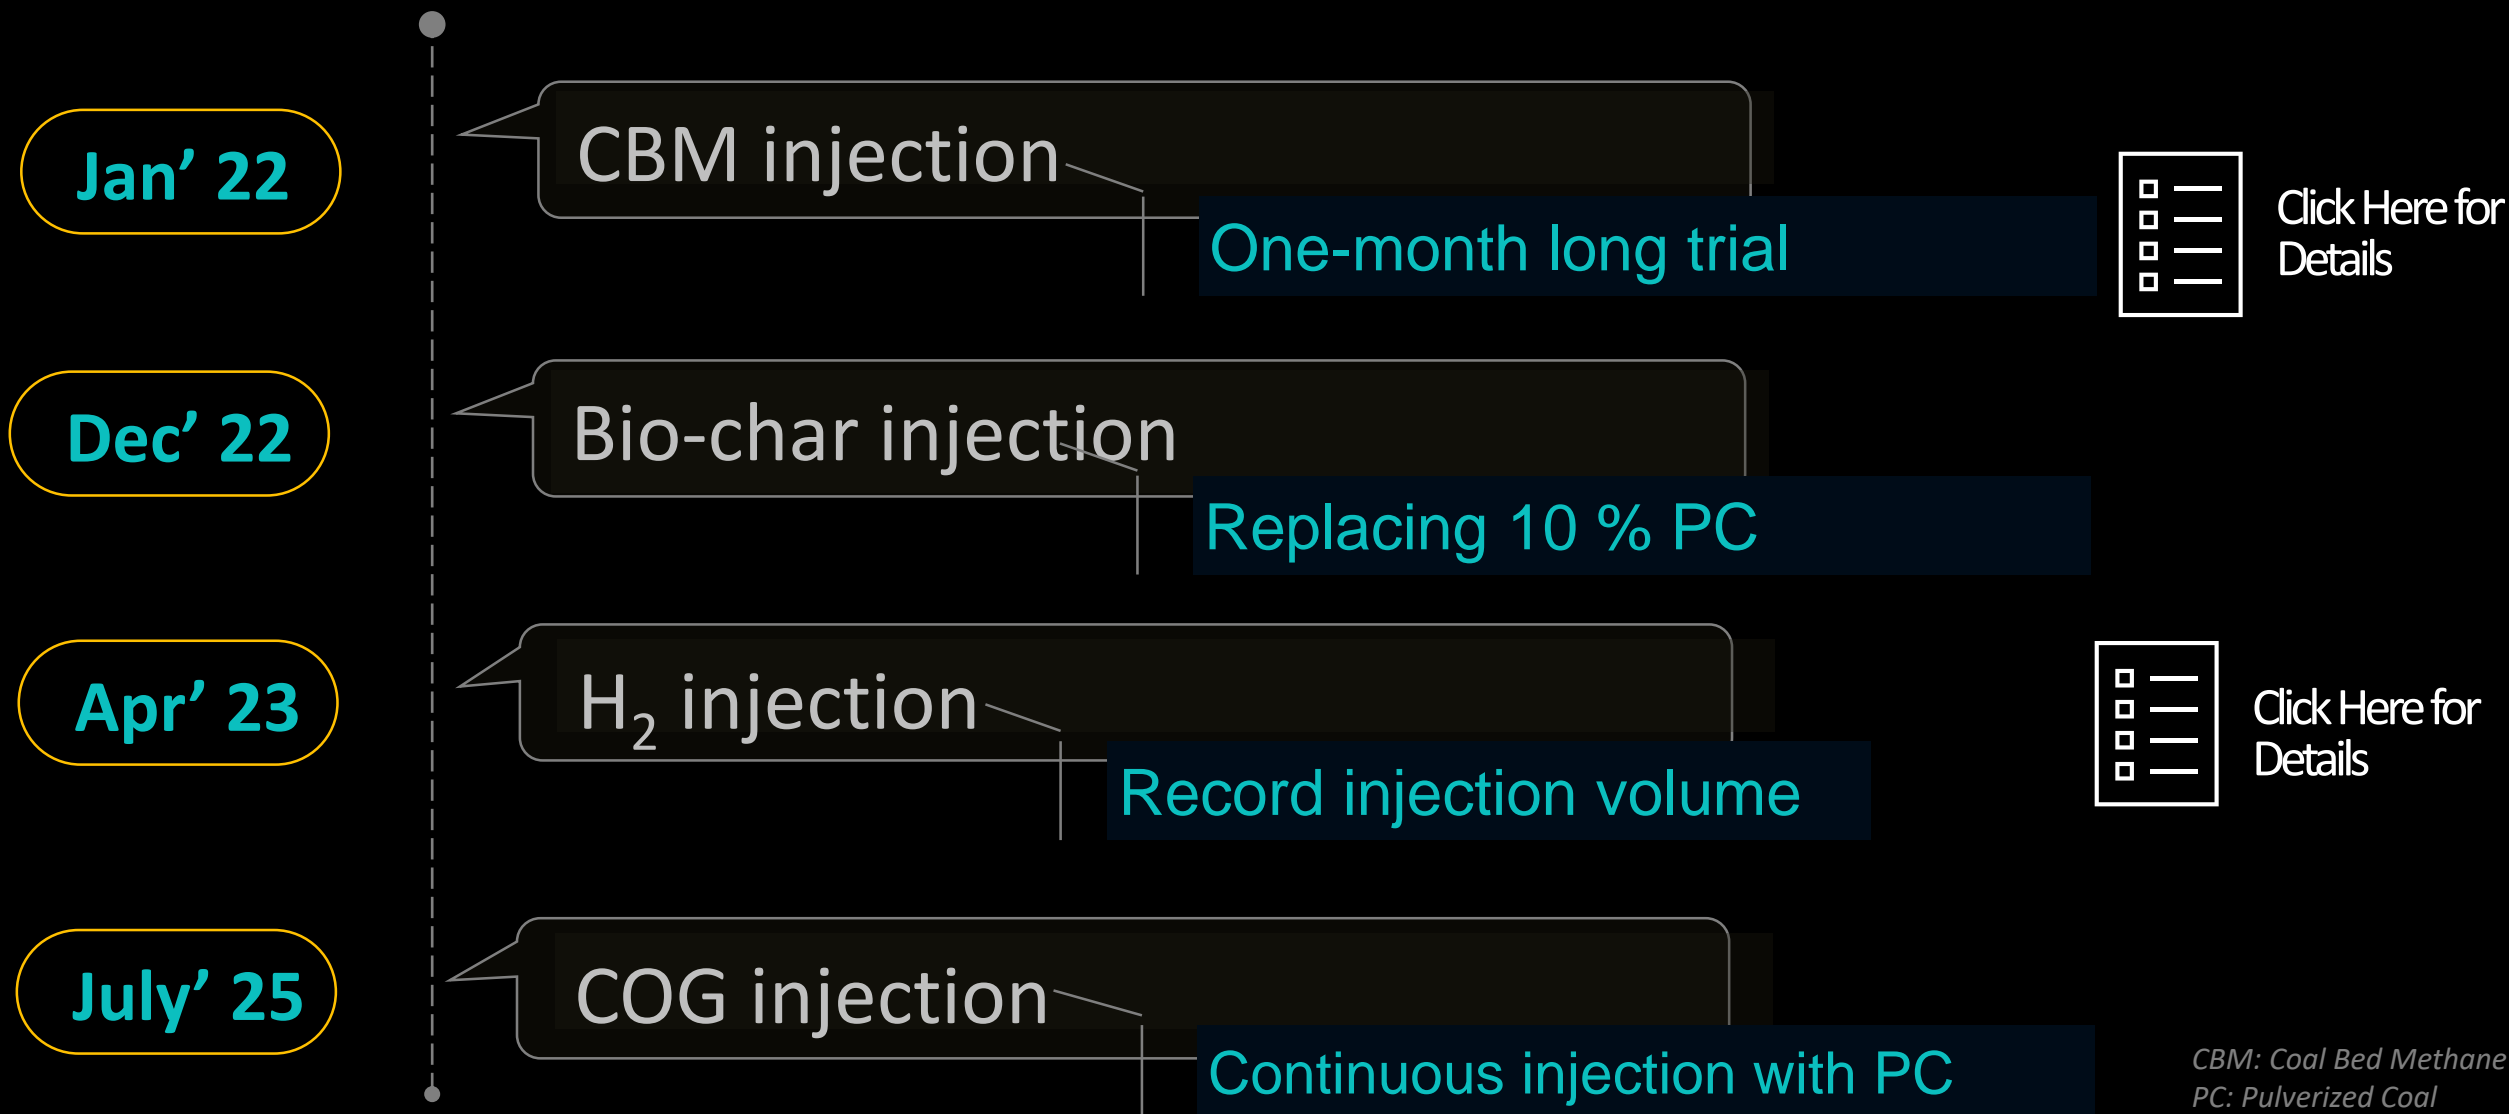 Jan’ 22
CBM injection
One-month long trial
Click Here for
Details
Dec’ 22
Bio-char injection
Replacing 10 % PC
Apr’ 23
H₂ injection
Record injection volume
Click Here for
Details
July’ 25
COG injection
Continuous injection with PC
CBM: Coal Bed Methane
PC: Pulverized Coal